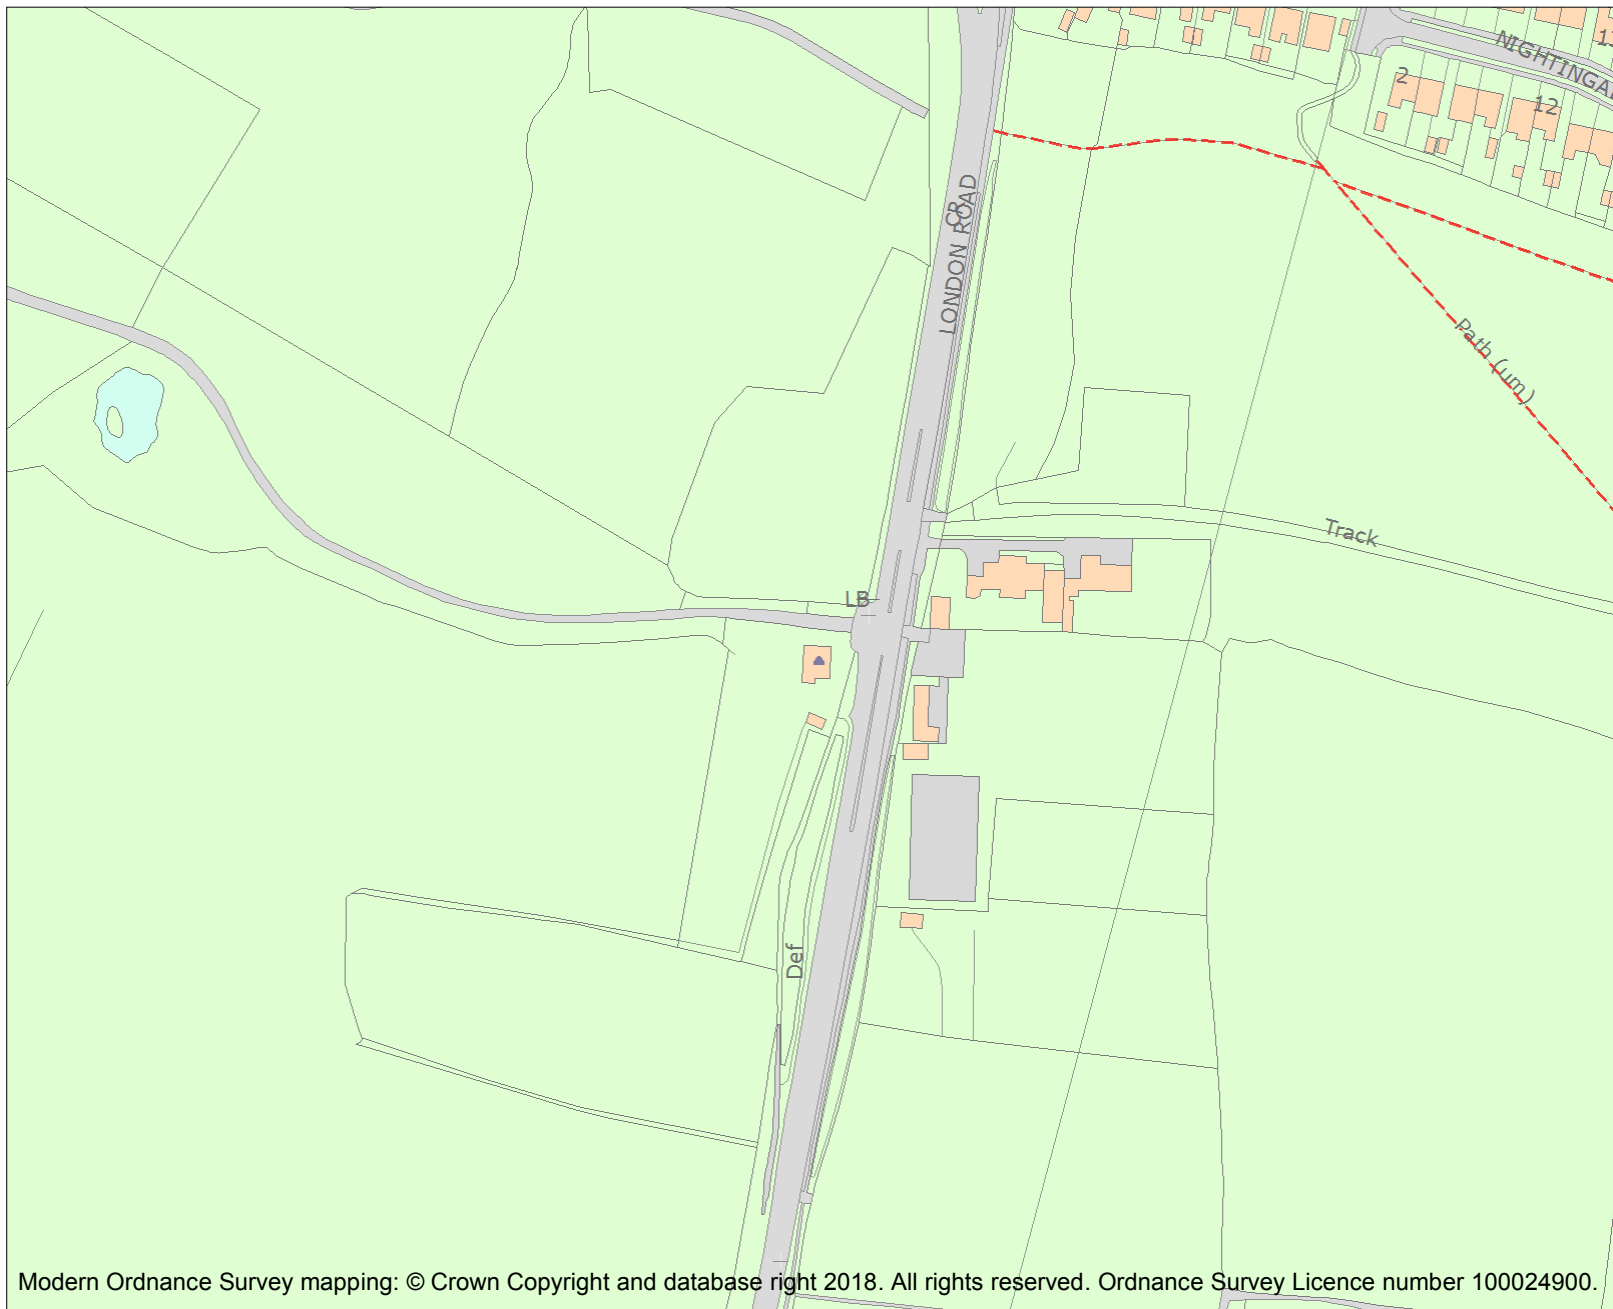 NIGHTINGA
11
2
12
CR
LONDON ROAD
Path (um)
Track
LB
Def
Modern Ordnance Survey mapping: © Crown Copyright and database right 2018. All rights reserved. Ordnance Survey Licence number 100024900.